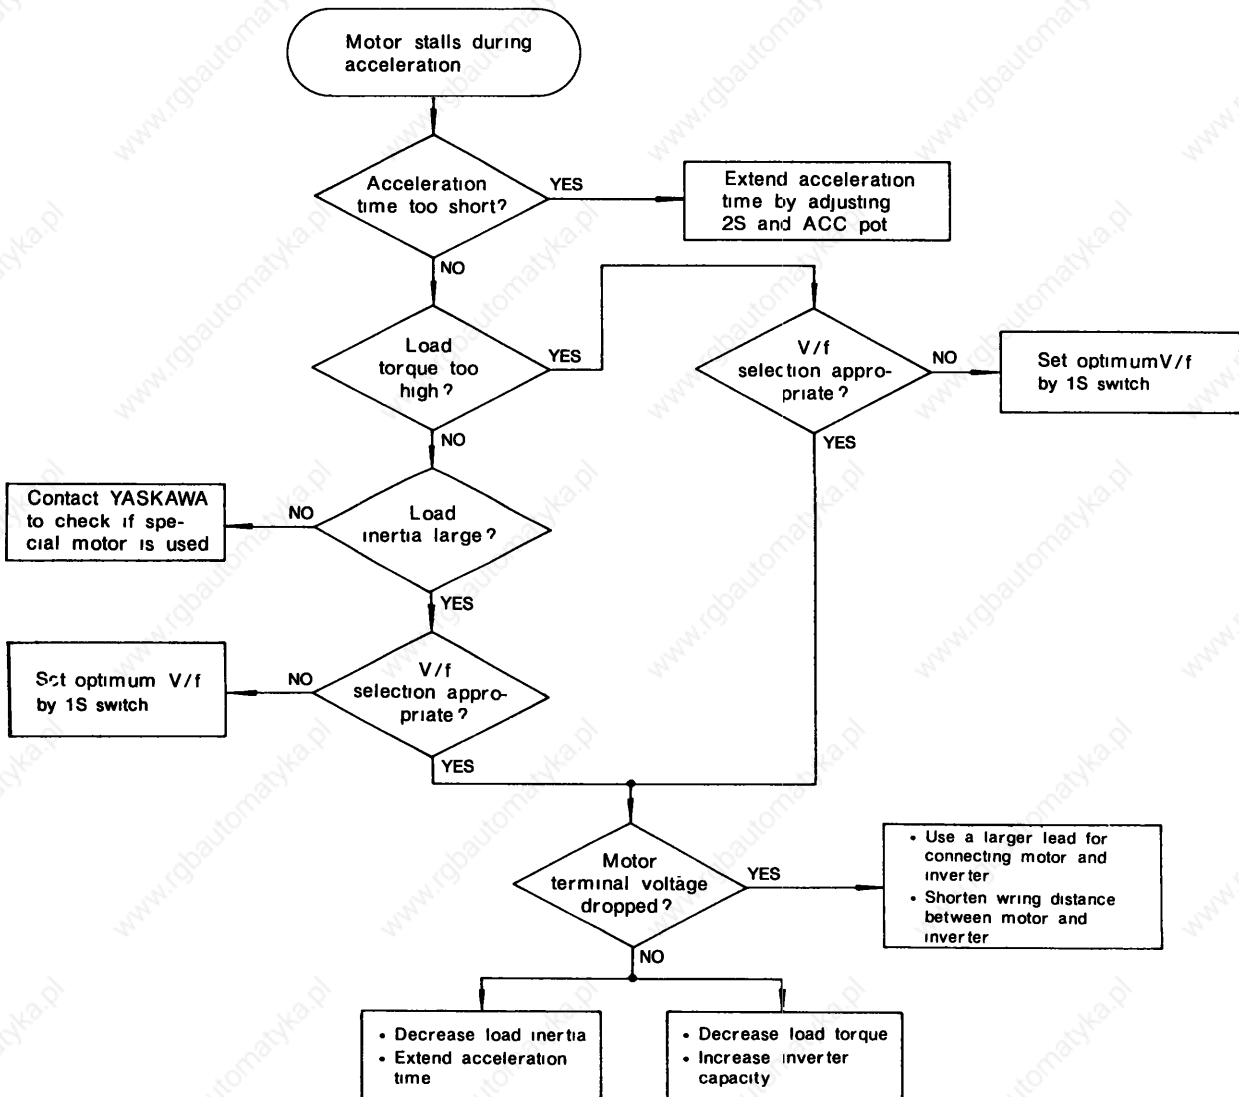 Motor stalls during
acceleration
Acceleration
time too short?
YES
Extend acceleration
time by adjusting
2S and ACC pot
NO
Load
torque too
high?
YES
V/f
selection appro-
priate?
NO
Set optimum V/f
by 1S switch
YES
NO
Load
inertia large?
NO
Contact YASKAWA
to check if spe-
cial motor is used
YES
V/f
selection appro-
priate?
NO
Set optimum V/f
by 1S switch
YES
Motor
terminal voltage
dropped?
YES
• Use a larger lead for
connecting motor and
inverter
• Shorten wring distance
between motor and
inverter
NO
• Decrease load inertia
• Extend acceleration
time
• Decrease load torque
• Increase inverter
capacity
www.rgbautomatyka.pl